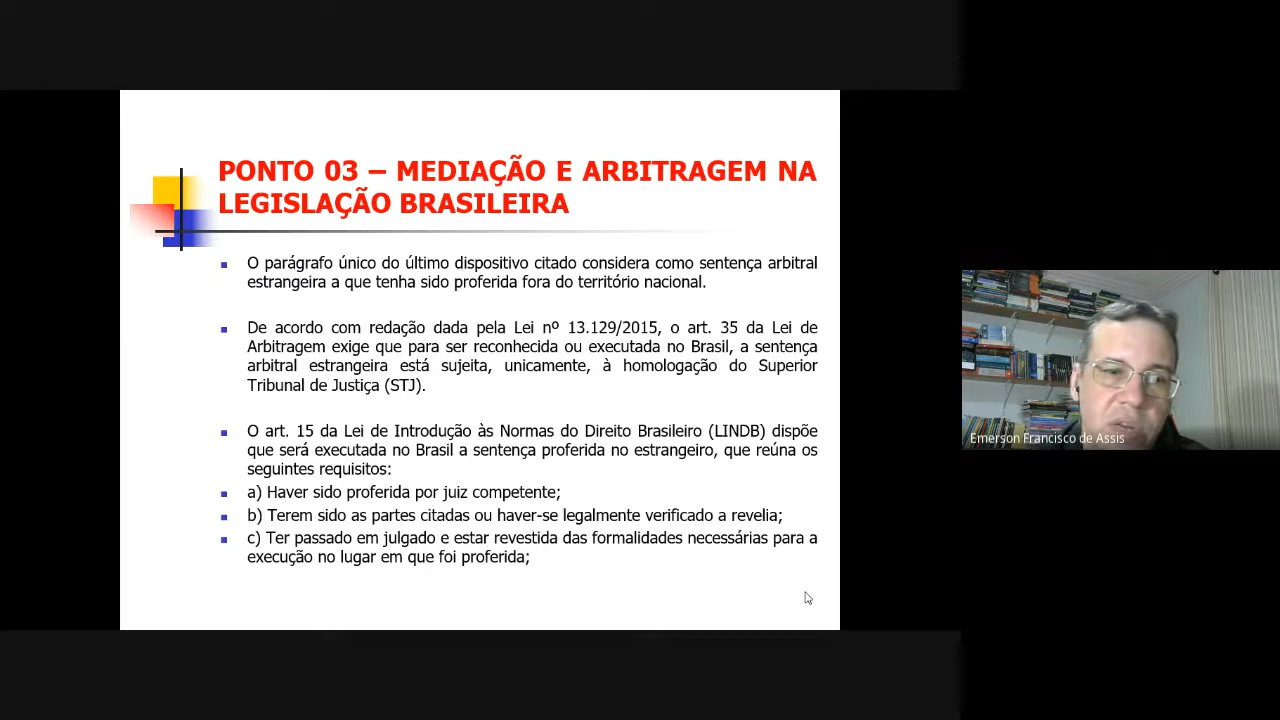 PONTO 03 – MEDIAÇÃO E ARBITRAGEM NA
LEGISLAÇÃO BRASILEIRA
O parágrafo único do último dispositivo citado considera como sentença arbitral
estrangeira a que tenha sido proferida fora do território nacional.
De acordo com redação dada pela Lei nº 13.129/2015, o art. 35 da Lei de
Arbitragem exige que para ser reconhecida ou executada no Brasil, a sentença
arbitral estrangeira está sujeita, unicamente, à homologação do Superior
Tribunal de Justiça (STJ).
O art. 15 da Lei de Introdução às Normas do Direito Brasileiro (LINDB) dispõe
que será executada no Brasil a sentença proferida no estrangeiro, que reúna os
seguintes requisitos:
a) Haver sido proferida por juiz competente;
b) Terem sido as partes citadas ou haver-se legalmente verificado a revelia;
c) Ter passado em julgado e estar revestida das formalidades necessárias para a
execução no lugar em que foi proferida;
Emerson Francisco de Assis